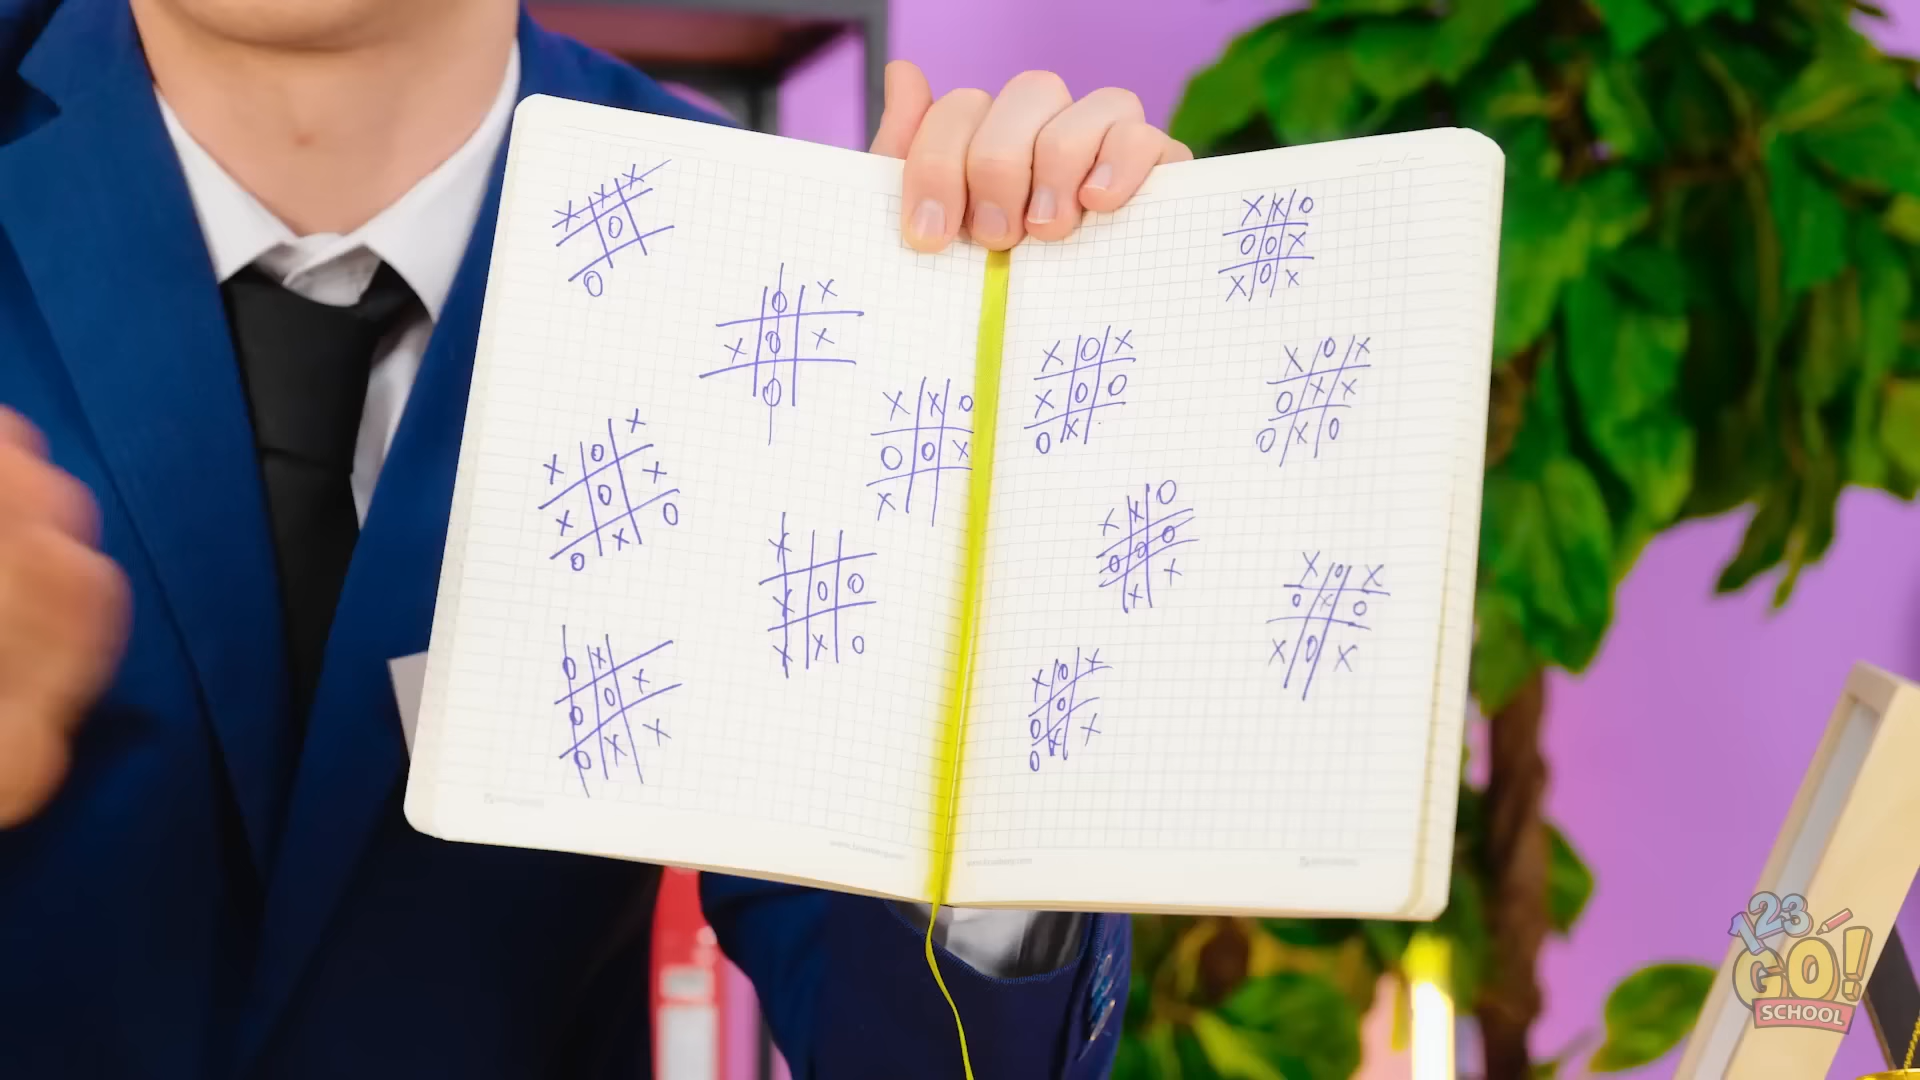 X X X
O
O
O X
X O X
O
X X O
O O X
X
X O X
X O X
O X O
X
X O O
X X O
O X
O O X
O X X
X X O
O O X
X O X
X O X
X O O
O X
X O X
O X X
O X O
X X O
O O O
X X
X O X
O X O
X O X
X O X
O O
O X X
123
GO!
SCHOOL